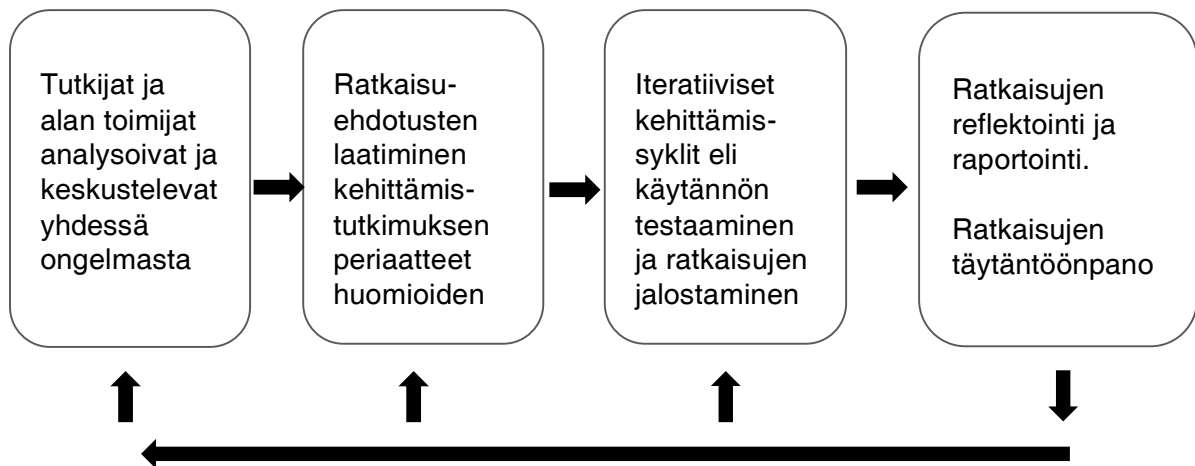 Tutkijat ja
alan toimijat
analysoivat ja
keskustelevat
yhdessä
ongelmasta
Ratkaisu-
ehdotusten
laatiminen
kehittämis-
tutkimuksen
periaatteet
huomioiden
Iteratiiviset
kehittämis-
syklit eli
käytännön
testaaminen
ja ratkaisujen
jalostaminen
Ratkaisujen
reflektointi ja
raportointi.
Ratkaisujen
täytäntöönpano